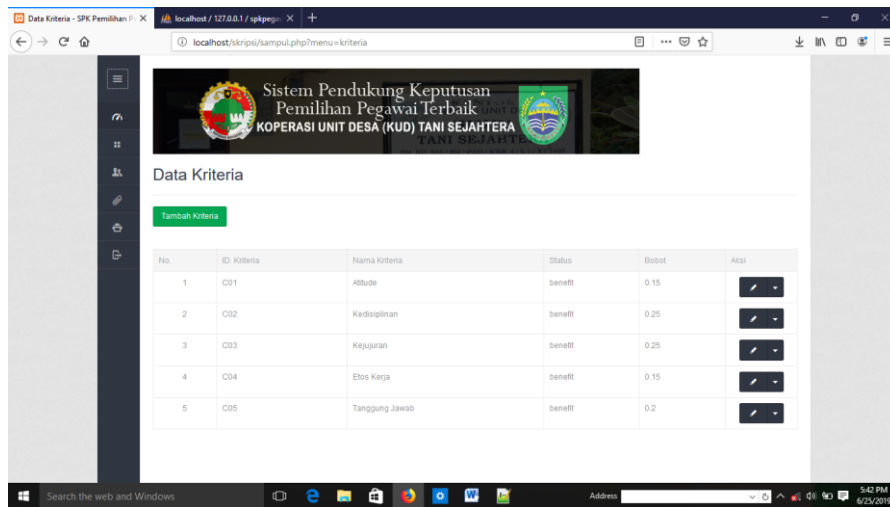 Data Kriteria - SPK Pemilihan P
localhost / 127.0.0.1 / spkpega
localhost/skripsi/sampul.php?menu=kriteria
Sistem Pendukung Keputusan
Pemilihan Pegawai Terbaik
KOPERASI UNIT DESA (KUD) TANI SEJAHTERA
TANI SEJAHTE
Data Kriteria
Tambah Kriteria
No. ID. Kriteria Nama Kriteria Status Bobot Aksi
1 C01 Atitude benefit 0.15
2 C02 Kedisiplinan benefit 0.25
3 C03 Kejujuran benefit 0.25
4 C04 Etos Kerja benefit 0.15
5 C05 Tanggung Jawab benefit 0.2
Search the web and Windows
Address
5:42 PM
6/25/2019